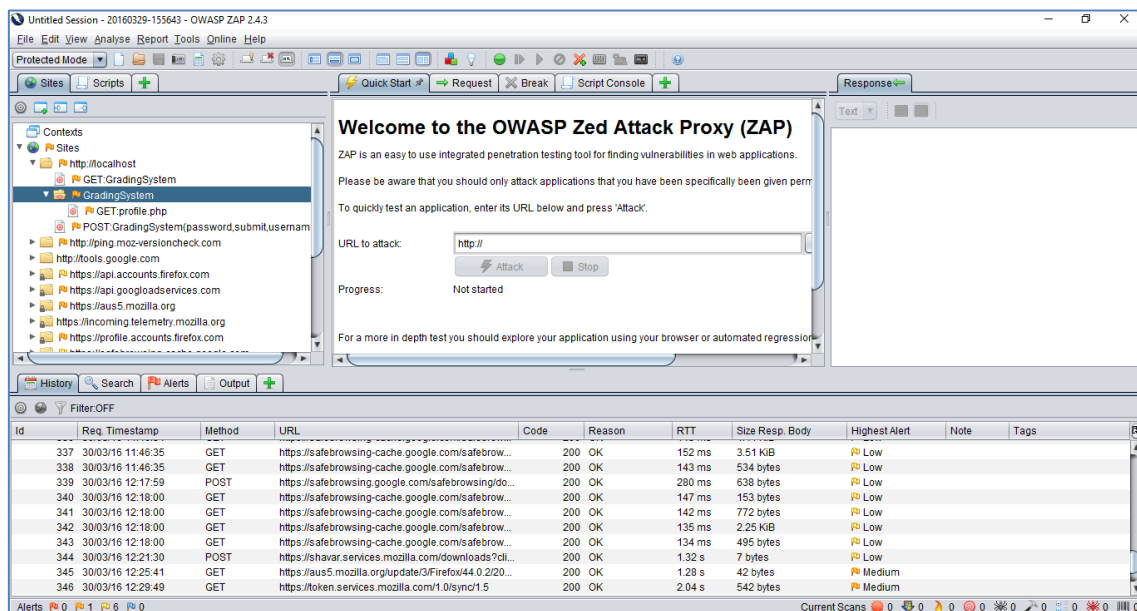 Untitled Session - 20160329-155643 - OWASP ZAP 2.4.3
File Edit View Analyse Report Tools Online Help
Protected Mode
Sites Scripts
Quick Start Request Break Script Console
Response
Text
Contexts
Sites
http://localhost
GET:GradingSystem
GradingSystem
GET:profile.php
POST:GradingSystem(password,submit,usernam
http://ping.moz-versioncheck.com
http://tools.google.com
https://api.accounts.firefox.com
https://api.googloadservices.com
https://aus5.mozilla.org
https://incoming.telemetry.mozilla.org
https://profile.accounts.firefox.com
Welcome to the OWASP Zed Attack Proxy (ZAP)
ZAP is an easy to use integrated penetration testing tool for finding vulnerabilities in web applications.
Please be aware that you should only attack applications that you have been specifically been given perm
To quickly test an application, enter its URL below and press 'Attack'.
URL to attack: http://
Attack Stop
Progress: Not started
For a more in depth test you should explore your application using your browser or automated regression
History Search Alerts Output
Filter:OFF
Id Req. Timestamp Method URL Code Reason RTT Size Resp. Body Highest Alert Note Tags
337 30/03/16 11:46:35 GET https://safebrowsing-cache.google.com/safebrow... 200 OK 152 ms 3.51 KiB Low
338 30/03/16 11:46:35 GET https://safebrowsing-cache.google.com/safebrow... 200 OK 143 ms 534 bytes Low
339 30/03/16 12:17:59 POST https://safebrowsing.google.com/safebrowsing/do... 200 OK 280 ms 638 bytes Low
340 30/03/16 12:18:00 GET https://safebrowsing-cache.google.com/safebrow... 200 OK 147 ms 153 bytes Low
341 30/03/16 12:18:00 GET https://safebrowsing-cache.google.com/safebrow... 200 OK 142 ms 772 bytes Low
342 30/03/16 12:18:00 GET https://safebrowsing-cache.google.com/safebrow... 200 OK 135 ms 2.25 KiB Low
343 30/03/16 12:18:00 GET https://safebrowsing-cache.google.com/safebrow... 200 OK 134 ms 495 bytes Low
344 30/03/16 12:21:30 POST https://shavar.services.mozilla.com/downloads?cli... 200 OK 1.32 s 7 bytes Low
345 30/03/16 12:25:41 GET https://aus5.mozilla.org/update/3/Firefox/44.0.2/20... 200 OK 1.28 s 42 bytes Medium
346 30/03/16 12:29:49 GET https://token.services.mozilla.com/1.0/sync/1.5 200 OK 2.04 s 542 bytes Medium
Alerts 0 1 6 0 Current Scans 0 0 0 0 0 0 0 0